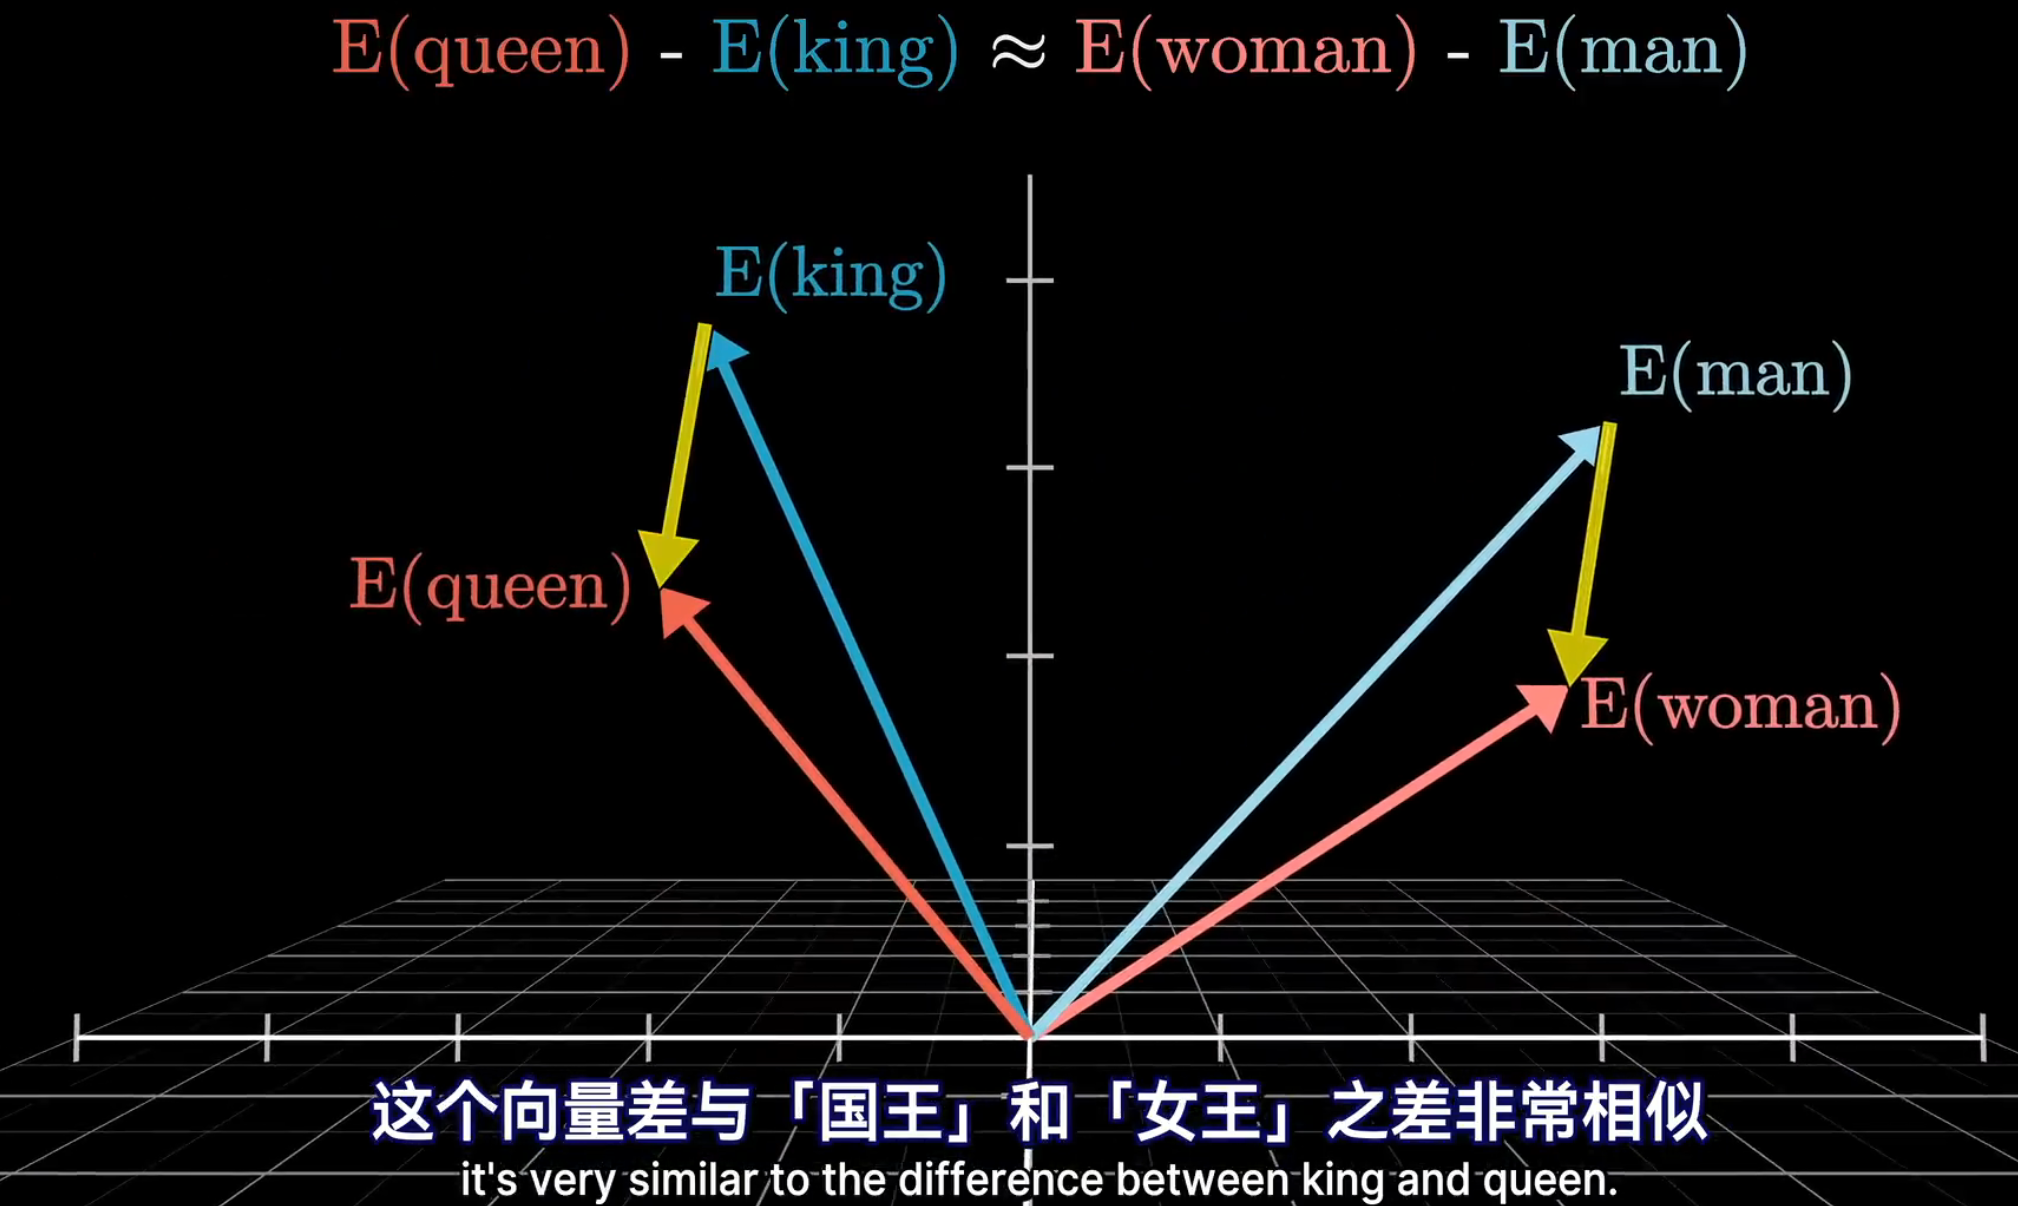 E(queen) - E(king) ≈ E(woman) - E(man)
E(king)
E(man)
E(queen)
E(woman)
这个向量差与「国王」和「女王」之差非常相似
it's very similar to the difference between king and queen.